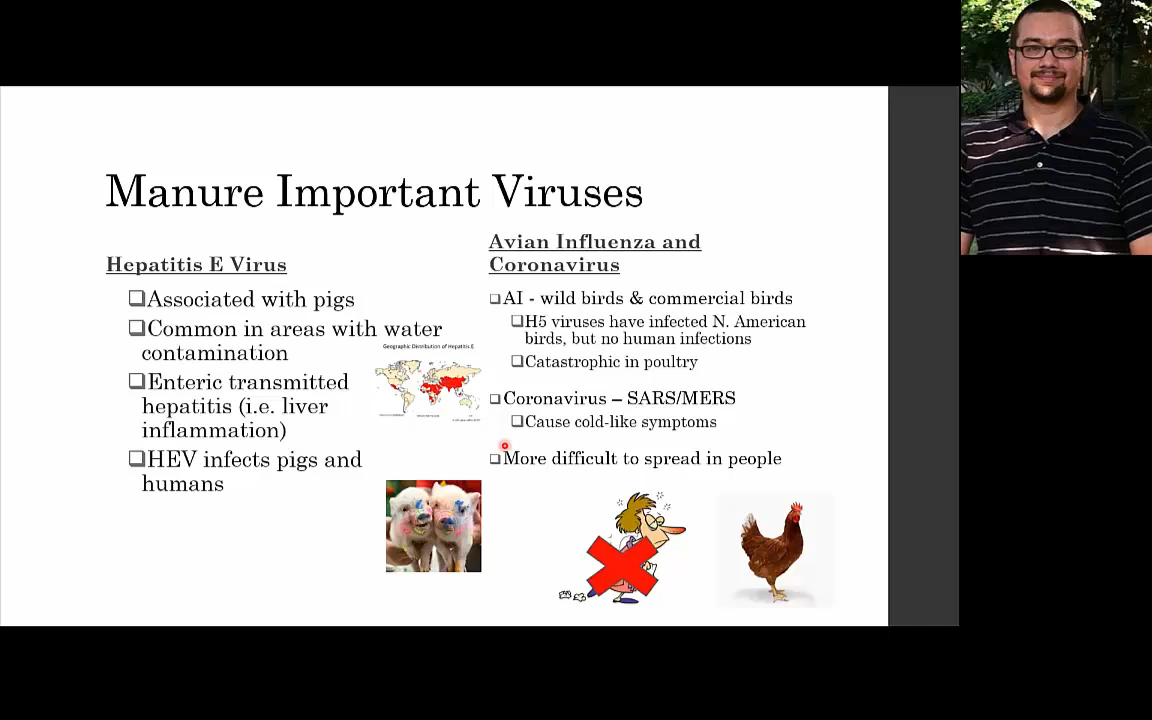 Manure Important Viruses
Hepatitis E Virus
Associated with pigs
Common in areas with water
contamination
Enteric transmitted
hepatitis (i.e. liver
inflammation)
HEV infects pigs and
humans
Geographic Distribution of Hepatitis E
Avian Influenza and
Coronavirus
AI - wild birds & commercial birds
H5 viruses have infected N. American
birds, but no human infections
Catastrophic in poultry
Coronavirus – SARS/MERS
Cause cold-like symptoms
More difficult to spread in people